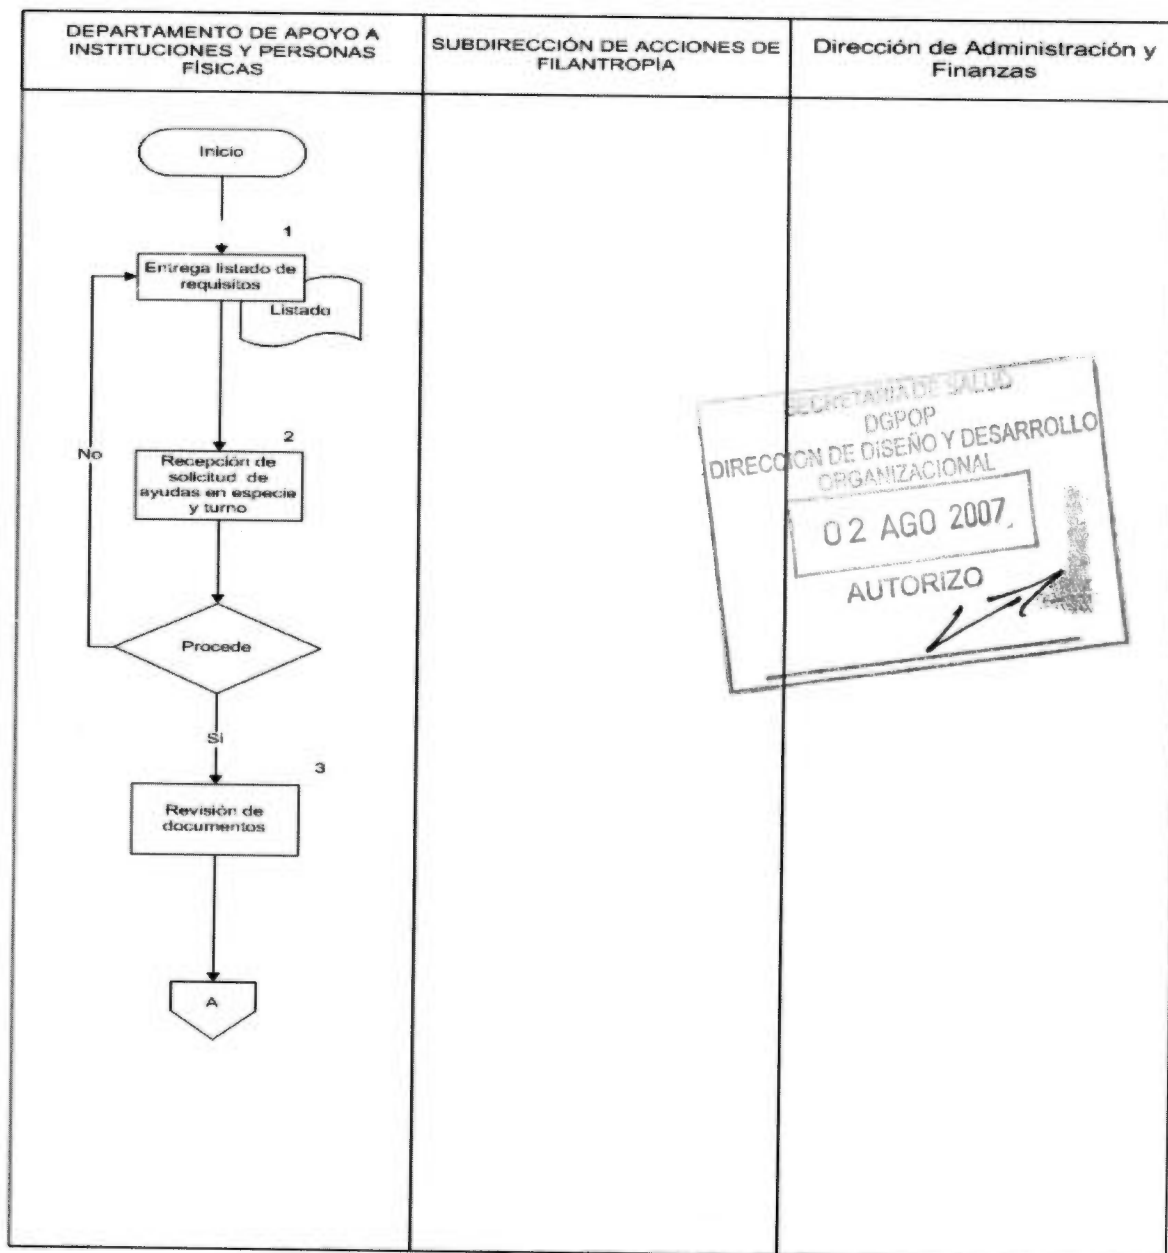 DEPARTAMENTO DE APOYO A
INSTITUCIONES Y PERSONAS
FÍSICAS
SUBDIRECCIÓN DE ACCIONES DE
FILANTROPÍA
Dirección de Administración y
Finanzas
Inicio
1
Entrega listado de
requisitos
Listado
No
2
Recepción de
solicitud de
ayudas en especie
y turno
Procede
Si
3
Revisión de
documentos
A
SECRETARIA DE SALUD
DGPOP
DIRECCION DE DISEÑO Y DESARROLLO
ORGANIZACIONAL
02 AGO 2007
AUTORIZO